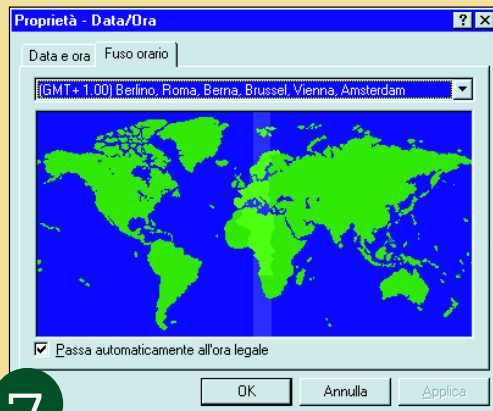 Proprietà - Data/Ora
Data e ora Fuso orario
(GMT+ 1.00) Berlino, Roma, Berna, Brussel, Vienna, Amsterdam
Passa automaticamente all'ora legale
OK Annulla Applica
7